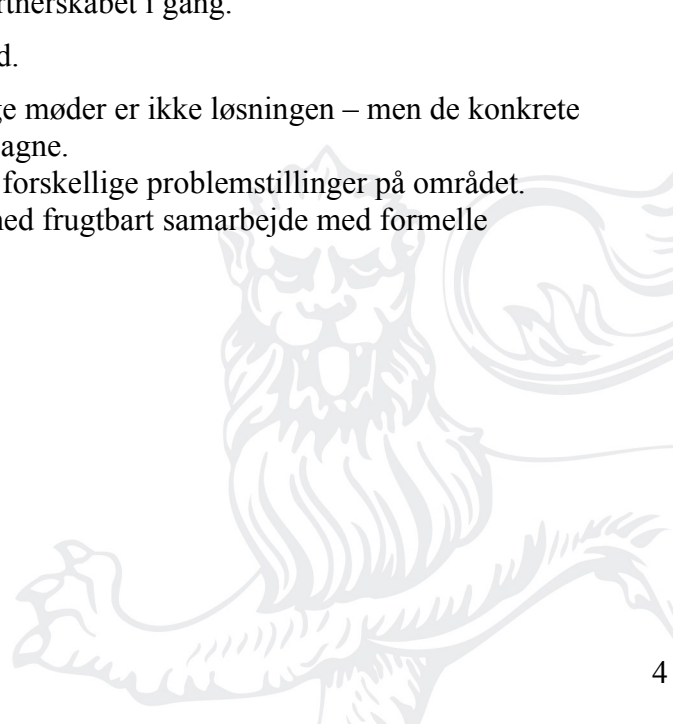 rtnerskabet i gang.
d.
ge møder er ikke løsningen – men de konkrete
agne.
forskellige problemstillinger på området.
ned frugtbart samarbejde med formelle
4